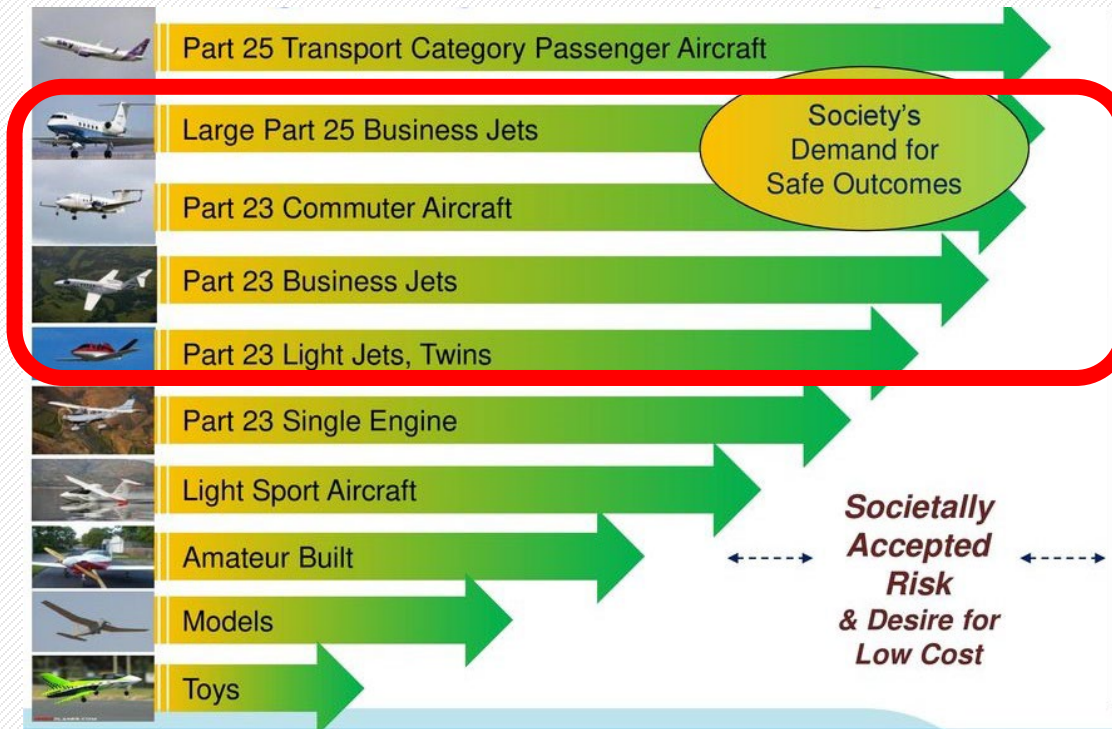 Part 25 Transport Category Passenger Aircraft
Large Part 25 Business Jets
Society's
Demand for
Safe Outcomes
Part 23 Commuter Aircraft
Part 23 Business Jets
Part 23 Light Jets, Twins
Part 23 Single Engine
Light Sport Aircraft
Societally
Accepted
Risk
& Desire for
Low Cost
Amateur Built
Models
Toys